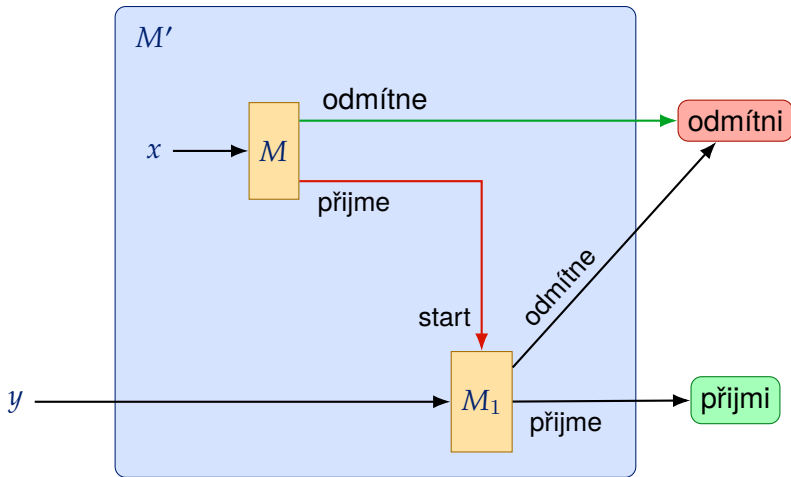 M′
odmítne
odmítni
x
M
přijme
odmítne
start
y
M₁
přijmi
přijme